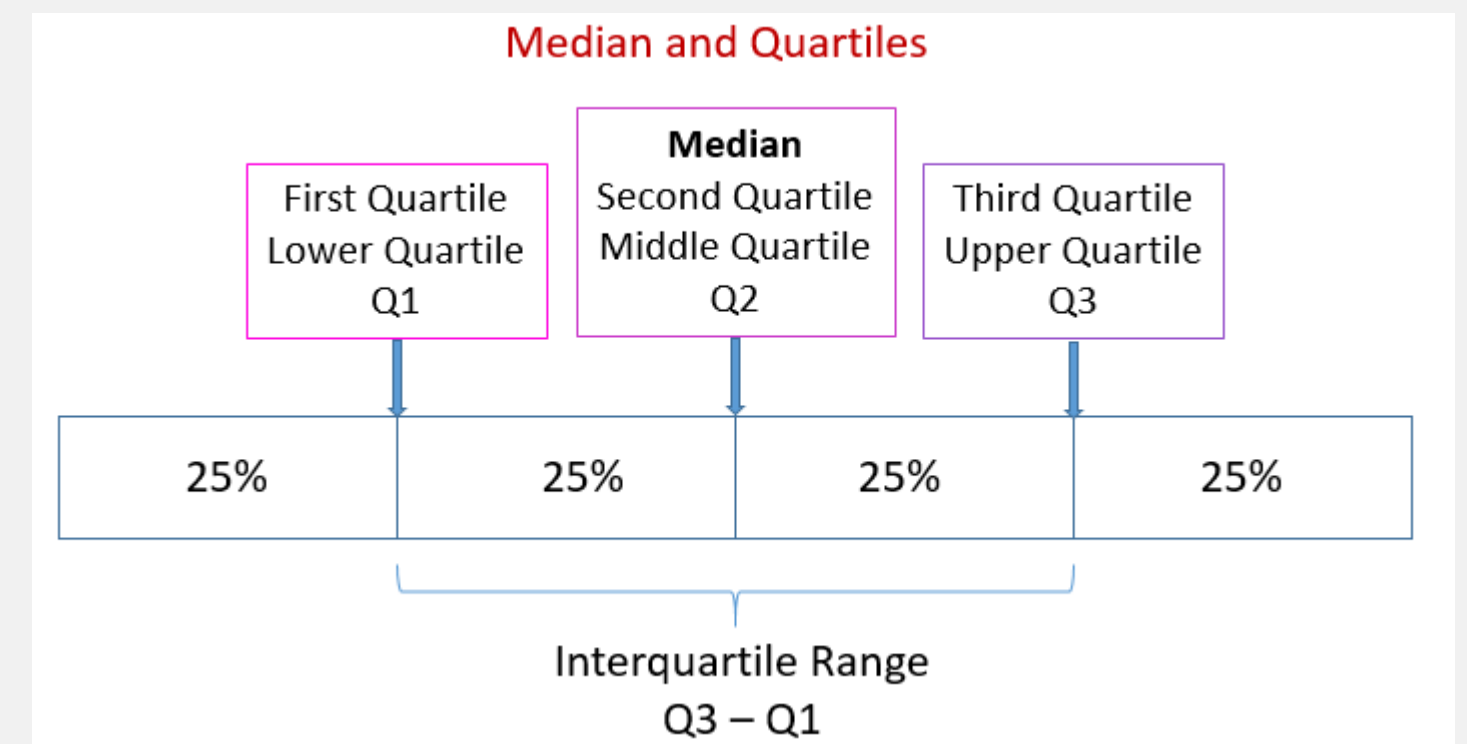 Median and Quartiles
First Quartile
Lower Quartile
Q1
Median
Second Quartile
Middle Quartile
Q2
Third Quartile
Upper Quartile
Q3
25%
25%
25%
25%
Interquartile Range
Q3 – Q1